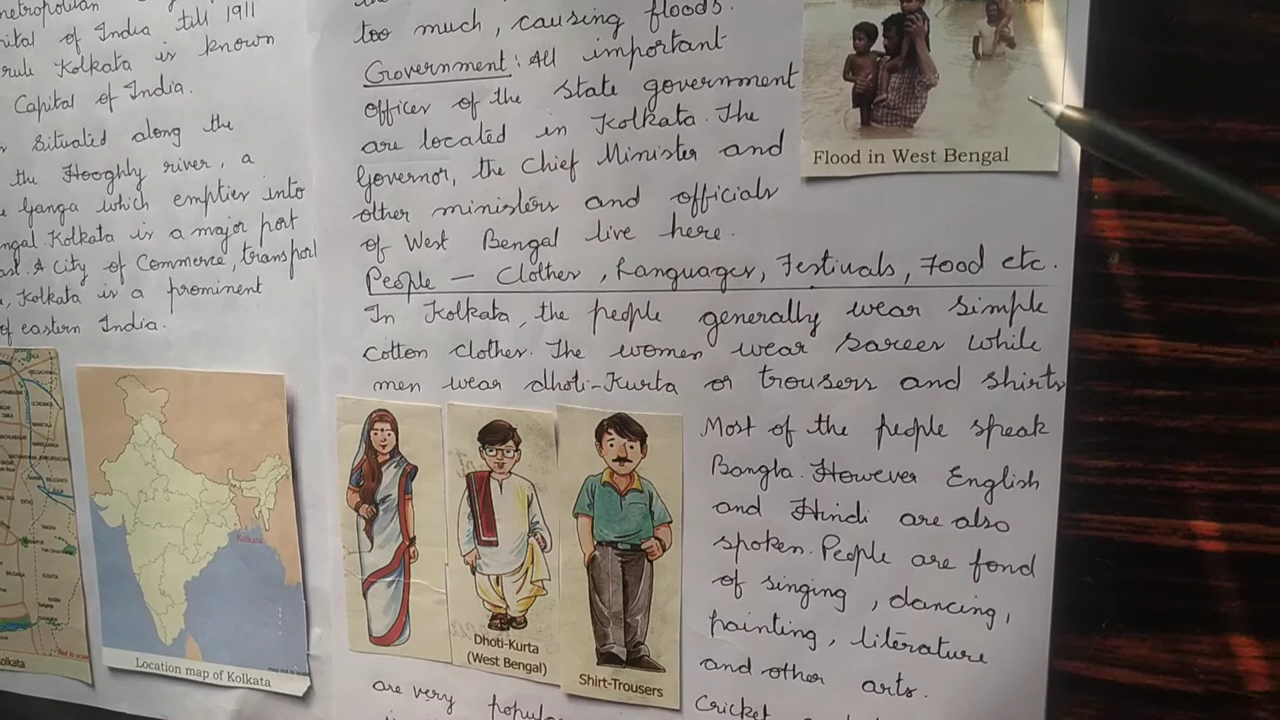 metropolitan
capital of India till 1911
rule Kolkata is known
Capital of India.
Situated along the
the Hooghly river, a
Ganga which empties into
Kolkata is a major port
A city of Commerce, transport
Kolkata is a prominent
of eastern India.
Kolkata
Location map of Kolkata
too much, causing floods.
Government: All important
officer of the state government
are located in Kolkata. The
Governor, the Chief Minister and
other ministers and officials
of West Bengal live here.
People — Clothes, Languages, Festivals, Food etc.
In Kolkata, the people generally wear simple
cotton clothes. The women wear sarees while
men wear dhoti-Kurta or trousers and shirts
Dhoti-Kurta
(West Bengal)
Shirt-Trousers
Most of the people speak
Bangla. However English
and Hindi are also
spoken. People are fond
of singing, dancing,
painting, literature
and other arts.
are very
Cricket
Flood in West Bengal